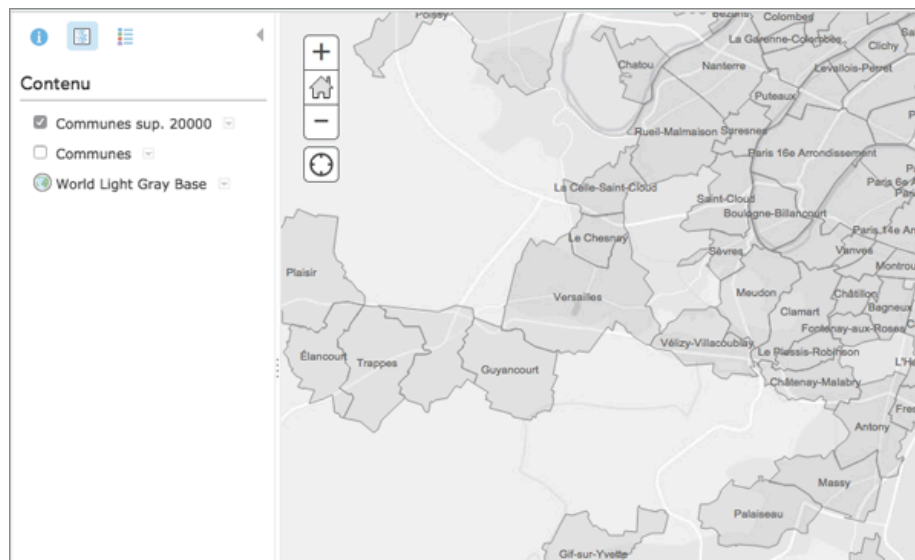 Contenu
Communes sup. 20000
Communes
World Light Gray Base
Poissy
Bezons
Colombes
La Garenne-Colombes
Clichy
Chatou
Nanterre
Levallois-Perret
Puteaux
Rueil-Malmaison
Suresnes
Paris 16e Arrondissement
La Celle-Saint-Cloud
Saint-Cloud
Paris 6e
Boulogne-Billancourt
Le Chesnay
Paris 14e
Sèvres
Vanves
Plaisir
Versailles
Meudon
Châtillon
Clamart
Bagneux
Fontenay-aux-Roses
Vélizy-Villacoublay
Le Plessis-Robinson
Élancourt
Trappes
Guyancourt
Châtenay-Malabry
Antony
Massy
Palaiseau
Gif-sur-Yvette